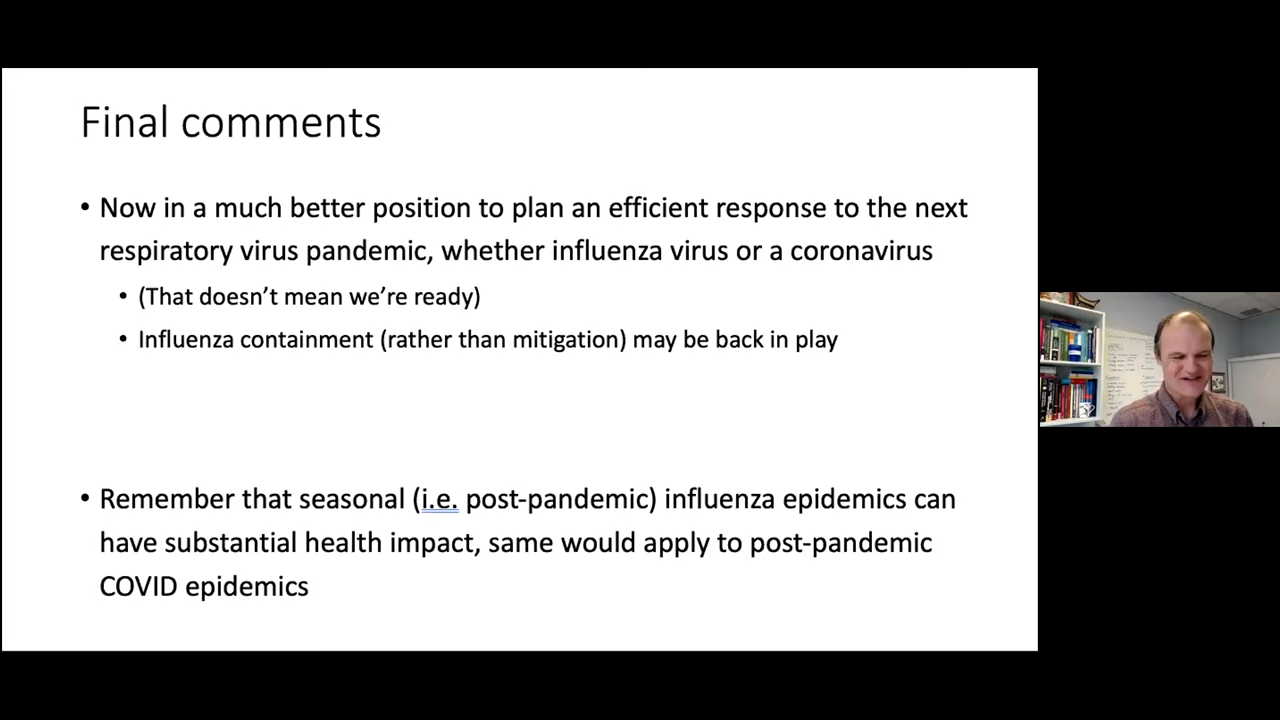 Final comments
• Now in a much better position to plan an efficient response to the next
respiratory virus pandemic, whether influenza virus or a coronavirus
• (That doesn’t mean we’re ready)
• Influenza containment (rather than mitigation) may be back in play
• Remember that seasonal (i.e. post-pandemic) influenza epidemics can
have substantial health impact, same would apply to post-pandemic
COVID epidemics